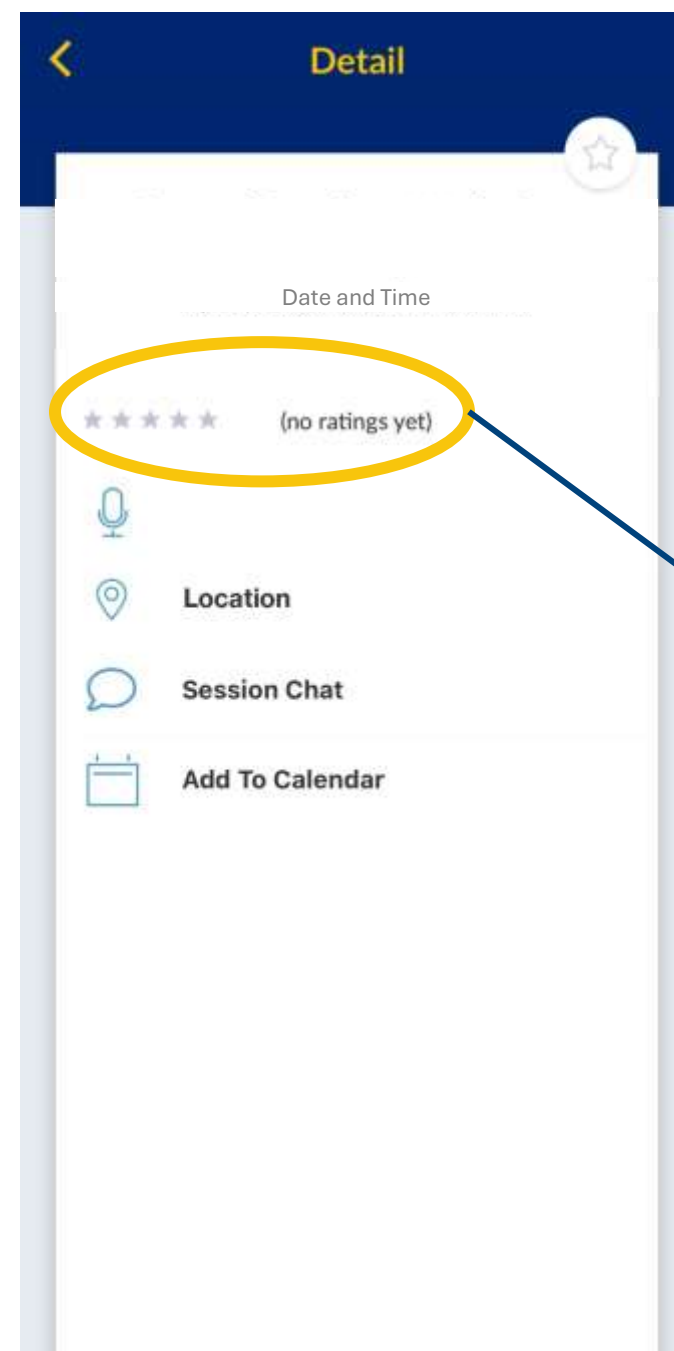 Detail
Date and Time
(no ratings yet)
Location
Session Chat
Add To Calendar